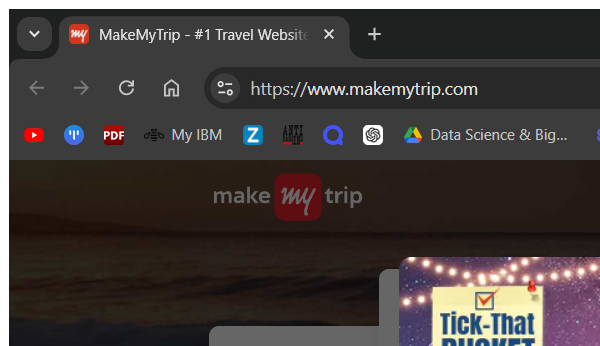 MakeMyTrip - #1 Travel Website
https://www.makemytrip.com
PDF
My IBM
Z
ANTI
Data Science & Big...
make my trip
Tick-That
BUCKET